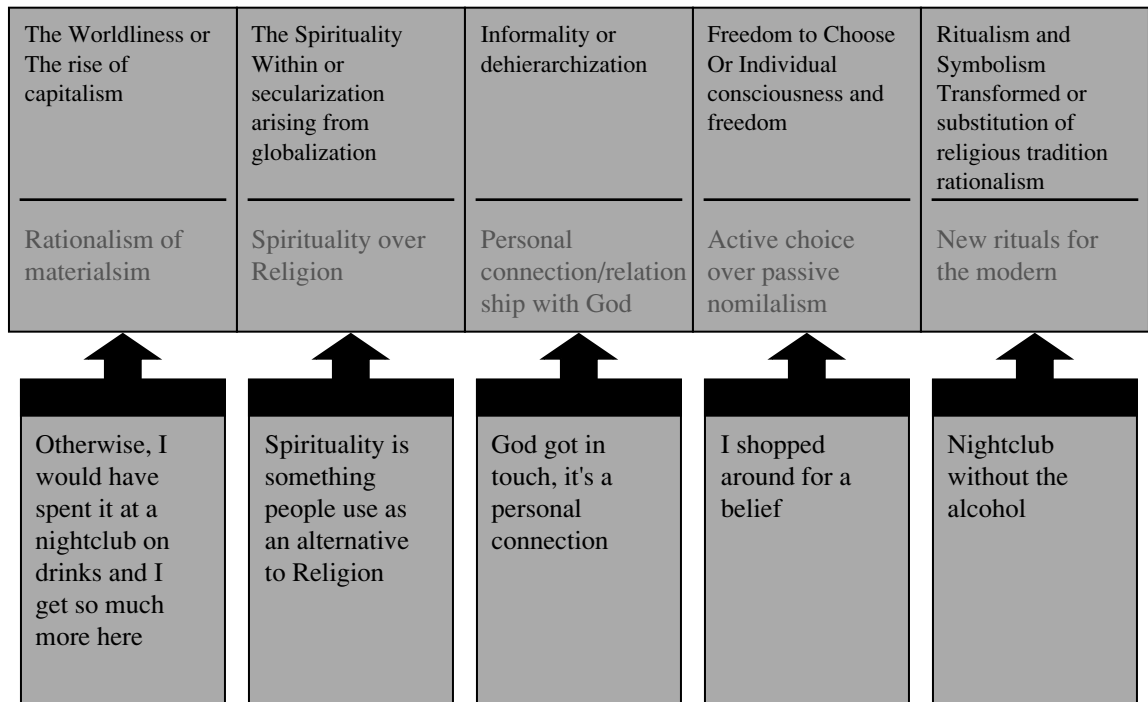 The Worldliness or
The rise of
capitalism
Rationalism of
materialsim
The Spirituality
Within or
secularization
arising from
globalization
Spirituality over
Religion
Informality or
dehierarchization
Personal
connection/relation
ship with God
Freedom to Choose
Or Individual
consciousness and
freedom
Active choice
over passive
nomilalism
Ritualism and
Symbolism
Transformed or
substitution of
religious tradition
rationalism
New rituals for
the modern
Otherwise, I
would have
spent it at a
nightclub on
drinks and I
get so much
more here
Spirituality is
something
people use as
an alternative
to Religion
God got in
touch, it's a
personal
connection
I shopped
around for a
belief
Nightclub
without the
alcohol